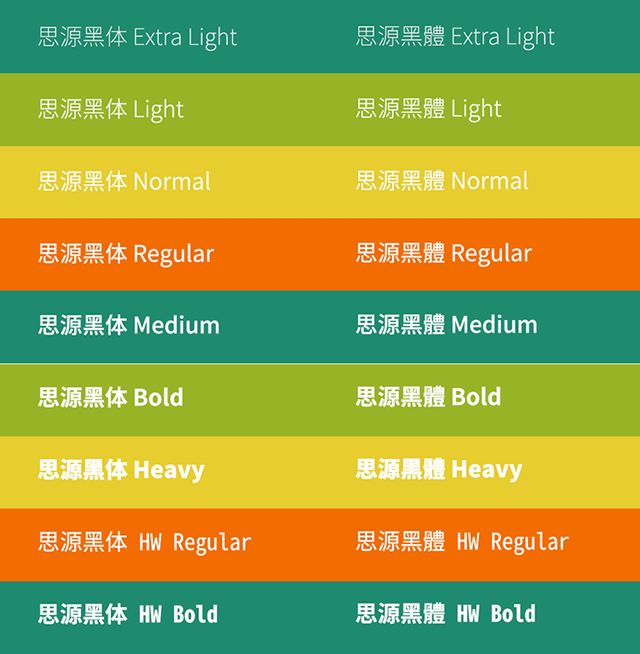 思源黑体 Extra Light
思源黑體 Extra Light
思源黑体 Light
思源黑體 Light
思源黑体 Normal
思源黑體 Normal
思源黑体 Regular
思源黑體 Regular
思源黑体 Medium
思源黑體 Medium
思源黑体 Bold
思源黑體 Bold
思源黑体 Heavy
思源黑體 Heavy
思源黑体 HW Regular
思源黑體 HW Regular
思源黑体 HW Bold
思源黑體 HW Bold